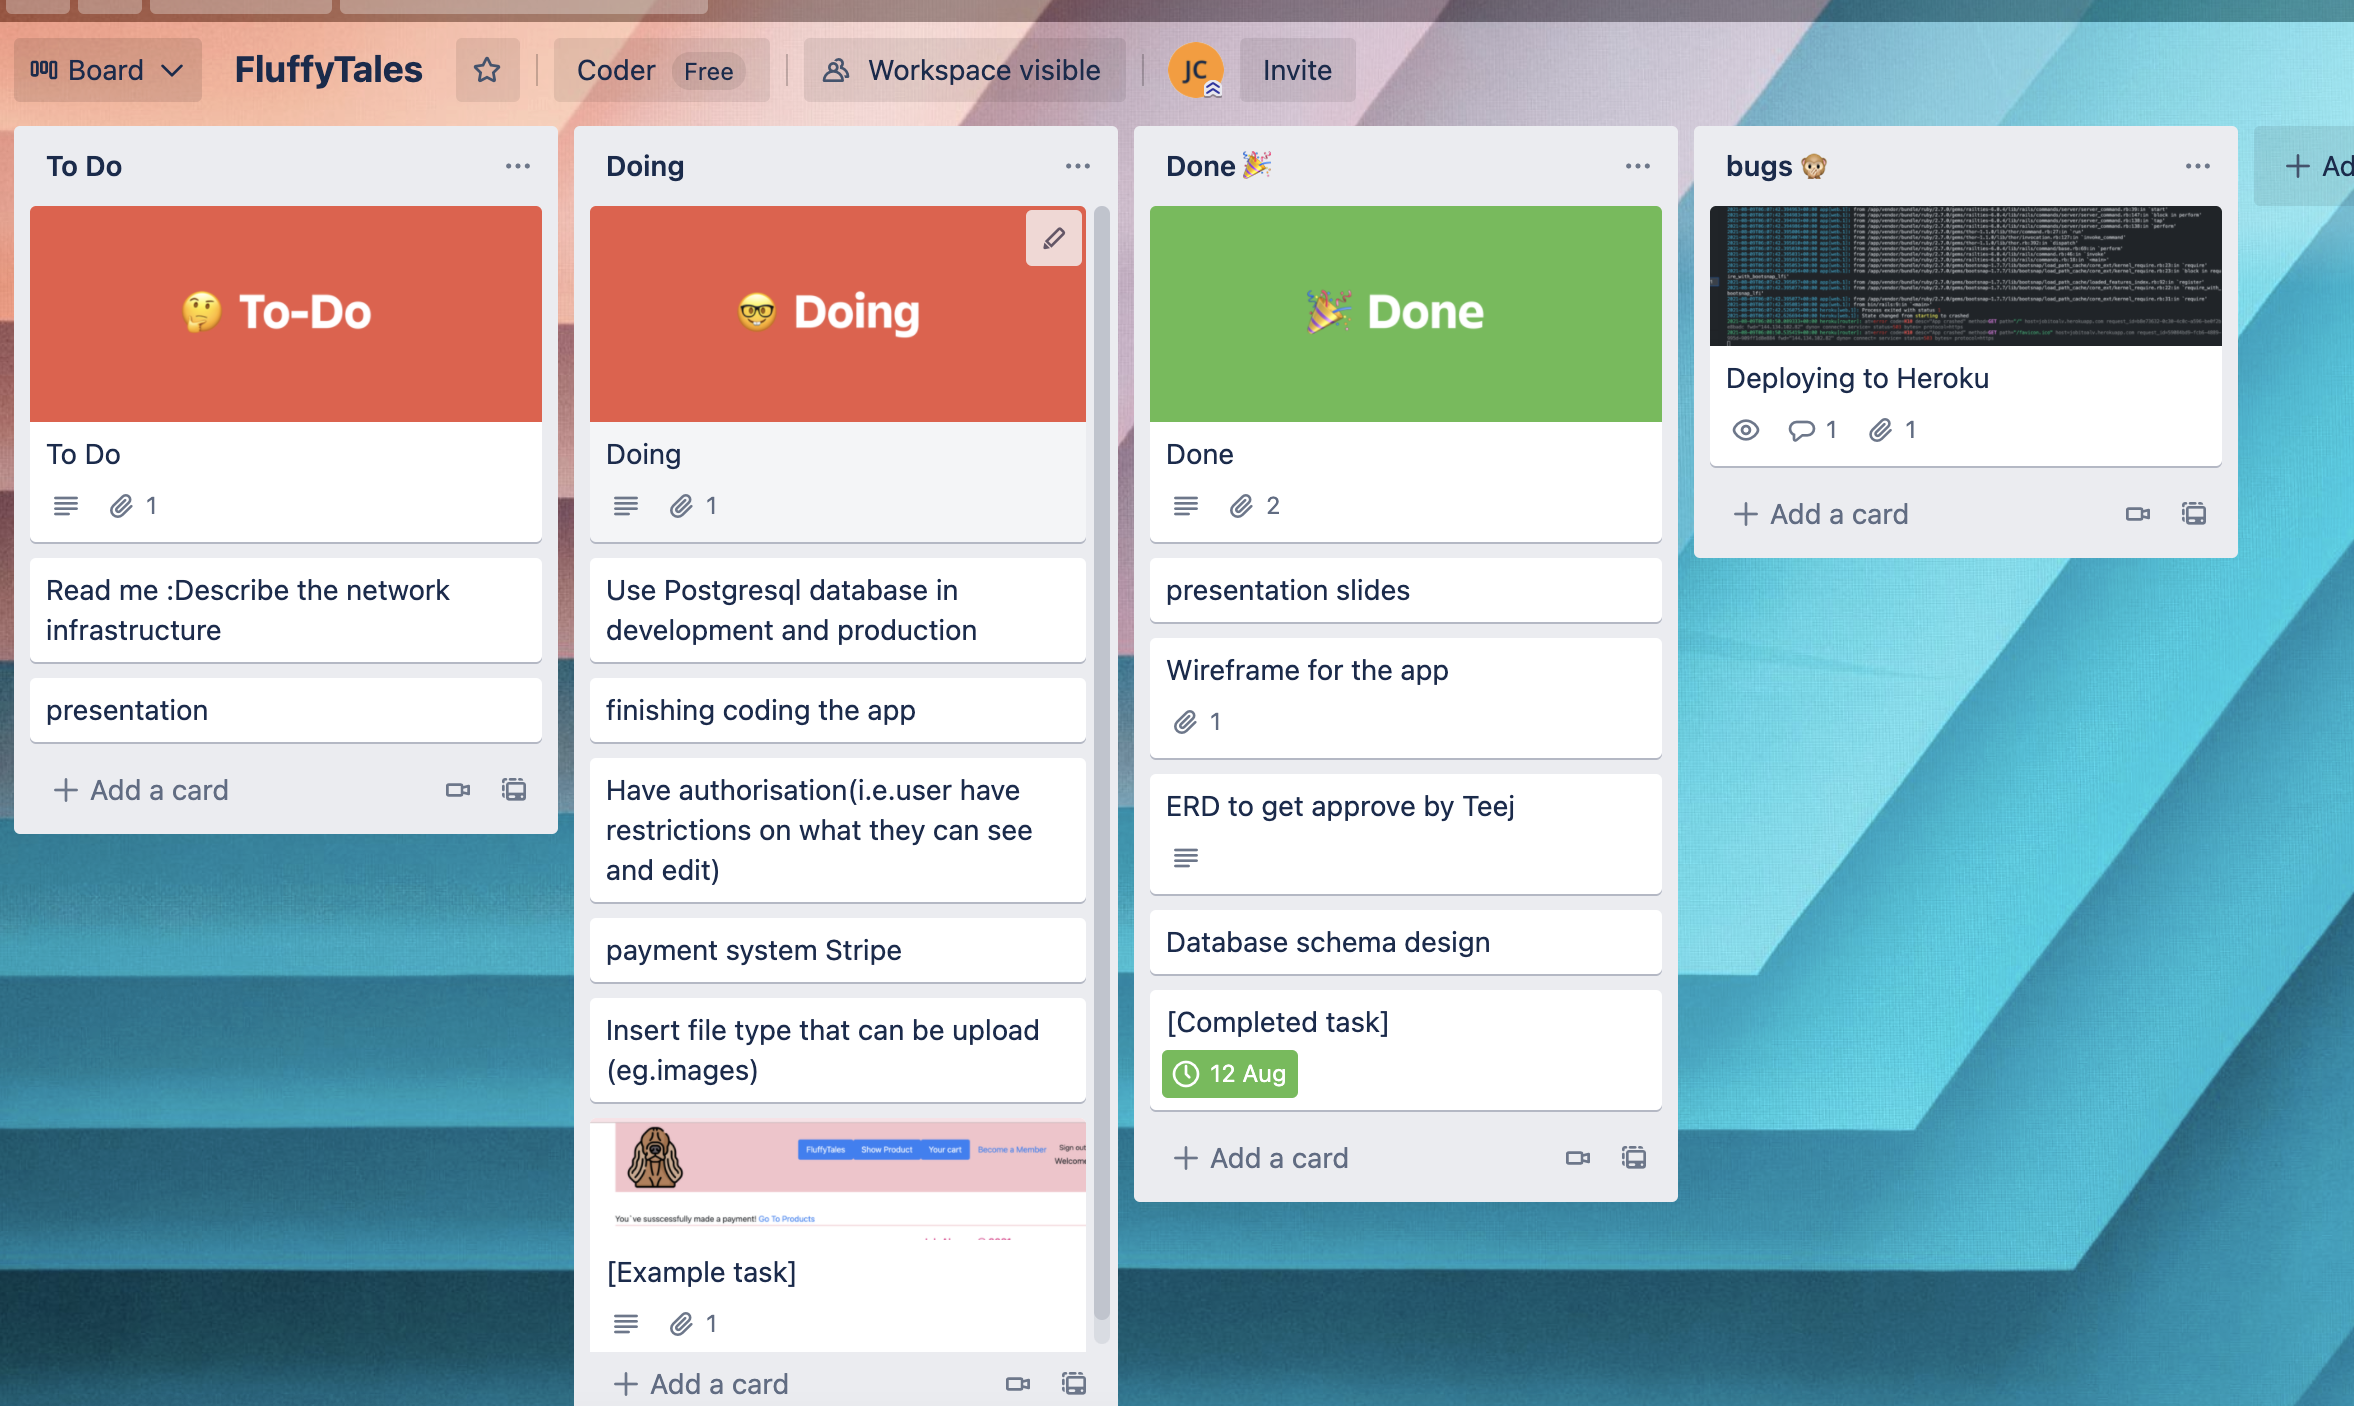 Board
FluffyTales
Coder Free
Workspace visible
JC
Invite
To Do
To-Do
To Do
1
Read me :Describe the network
infrastructure
presentation
Add a card
Doing
Doing
Doing
1
Use Postgresql database in
development and production
finishing coding the app
Have authorisation(i.e.user have
restrictions on what they can see
and edit)
payment system Stripe
Insert file type that can be upload
(eg.images)
FluffyTales Show Product Your cart Become a Member Sign out
Welcome
You've susscessfully made a payment! Go To Products
[Example task]
1
Add a card
Done
Done
Done
2
presentation slides
Wireframe for the app
1
ERD to get approve by Teej
Database schema design
[Completed task]
12 Aug
Add a card
bugs
Deploying to Heroku
1 1
Add a card